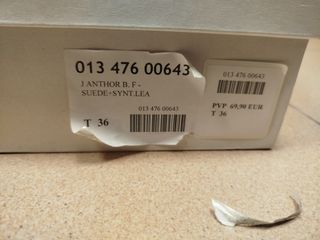 013 476 00643
J ANTHOR B. F -
SUEDE+SYNT.LEA
013 476 00643
T 36
013 476 00643
PVP 69,90 EUR
T 36